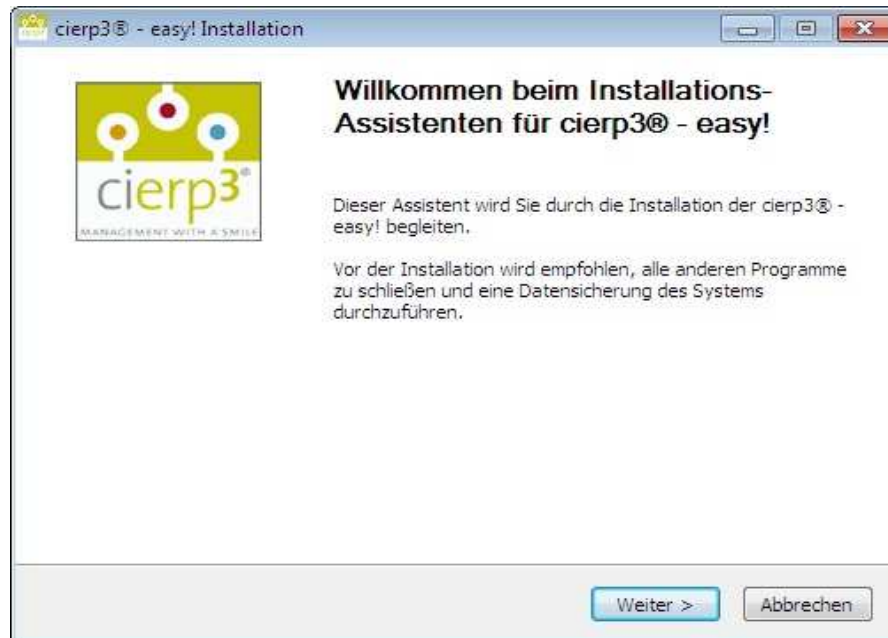 cierp3® - easy! Installation
cierp3®
MANAGEMENT WITH A SMILE
Willkommen beim Installations-
Assistenten für cierp3® - easy!
Dieser Assistent wird Sie durch die Installation der cierp3® -
easy! begleiten.
Vor der Installation wird empfohlen, alle anderen Programme
zu schließen und eine Datensicherung des Systems
durchzuführen.
Weiter >
Abbrechen